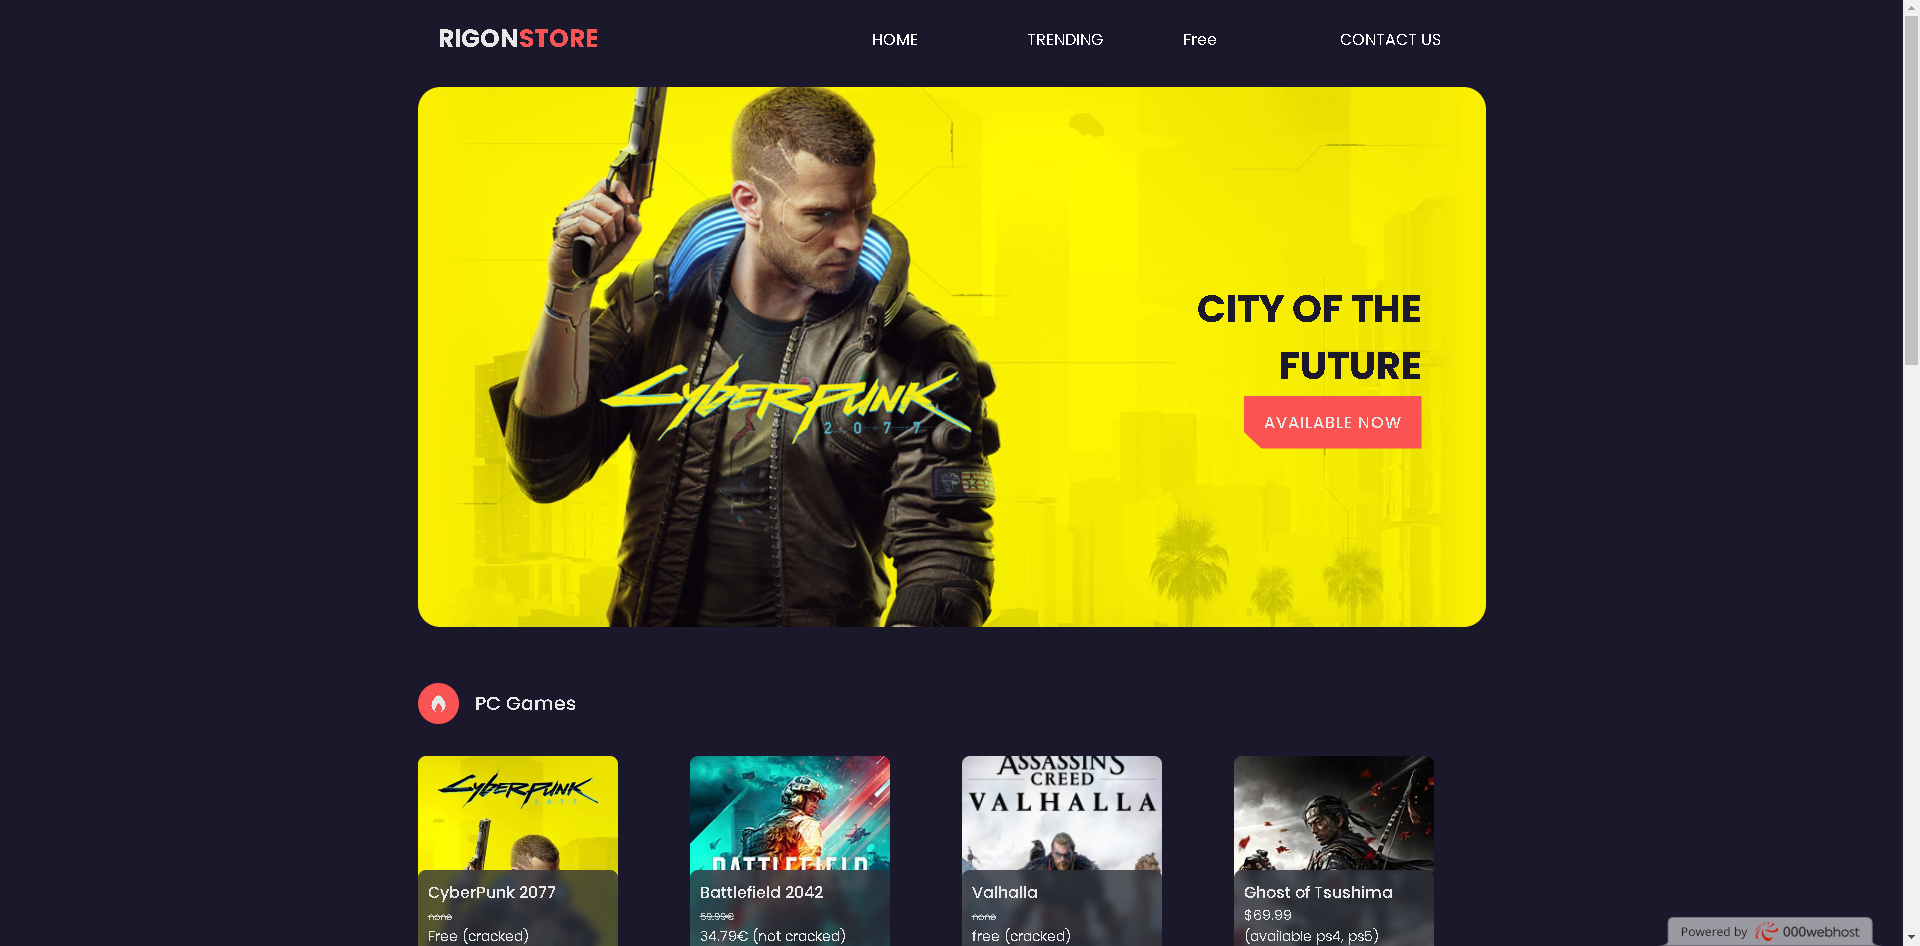 RIGONSTORE
HOME
TRENDING
Free
CONTACT US
CYBERPUNK
2077
CITY OF THE
FUTURE
AVAILABLE NOW
PC Games
CYBERPUNK
2077
CyberPunk 2077
none
Free (cracked)
BATTLEFIELD
Battlefield 2042
59.99€
34.79€ (not cracked)
ASSASSIN'S
CREED
VALHALLA
Valhalla
none
free (cracked)
Ghost of Tsushima
$69.99
(available ps4, ps5)
Powered by 000webhost